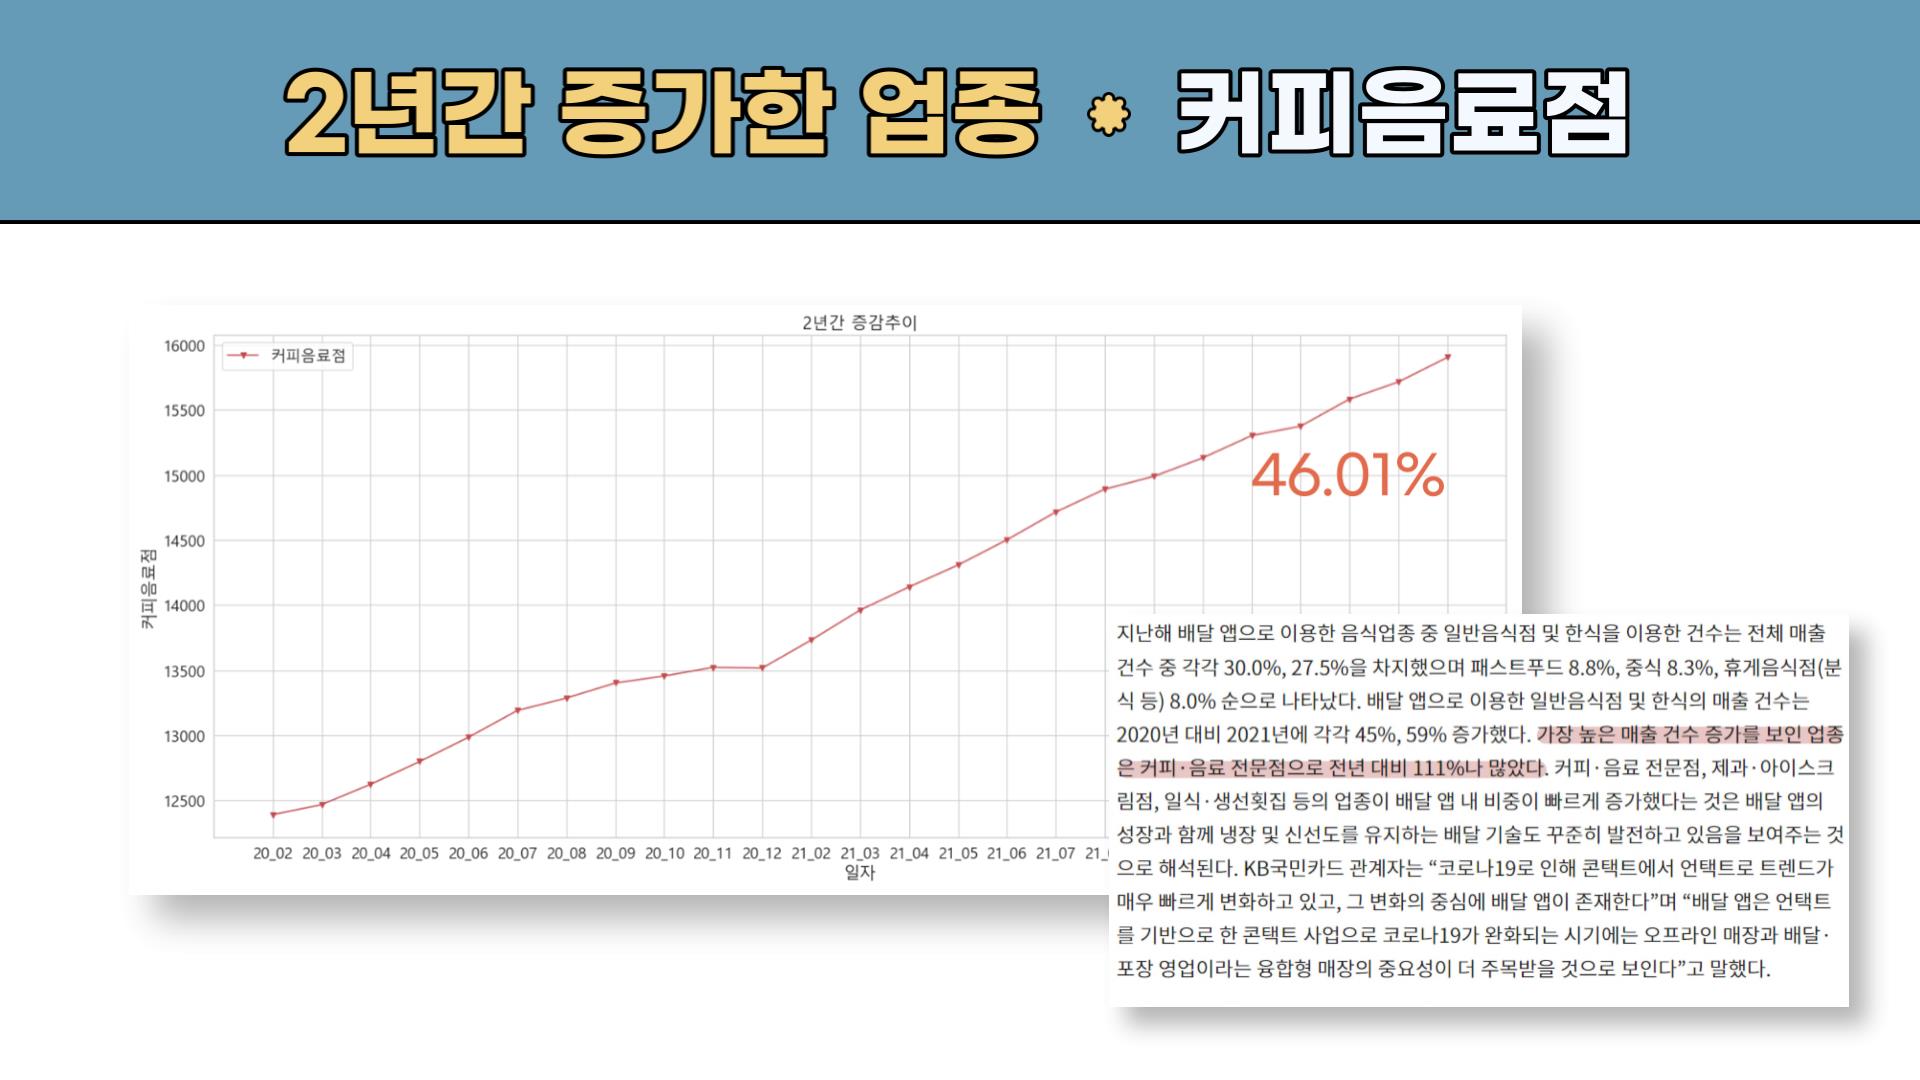 2년간 증가한 업종 커피음료점
2년간 증감추이
커피음료점
16000
15500
15000
14500
14000
13500
13000
12500
커피음료점
46.01%
20_02 20_03 20_04 20_05 20_06 20_07 20_08 20_09 20_10 20_11 20_12 21_02 21_03 21_04 21_05 21_06 21_07
일자
지난해 배달 앱으로 이용한 음식업종 중 일반음식점 및 한식을 이용한 건수는 전체 매출
건수 중 각각 30.0%, 27.5%을 차지했으며 패스트푸드 8.8%, 중식 8.3%, 휴게음식점(분
식 등) 8.0% 순으로 나타났다. 배달 앱으로 이용한 일반음식점 및 한식의 매출 건수는
2020년 대비 2021년에 각각 45%, 59% 증가했다. 가장 높은 매출 건수 증가를 보인 업종
은 커피·음료 전문점으로 전년 대비 111%나 많았다. 커피·음료 전문점, 제과·아이스크
림점, 일식·생선횟집 등의 업종이 배달 앱 내 비중이 빠르게 증가했다는 것은 배달 앱의
성장과 함께 냉장 및 신선도를 유지하는 배달 기술도 꾸준히 발전하고 있음을 보여주는 것
으로 해석된다. KB국민카드 관계자는 “코로나19로 인해 콘택트에서 언택트로 트렌드가
매우 빠르게 변화하고 있고, 그 변화의 중심에 배달 앱이 존재한다”며 “배달 앱은 언택트
를 기반으로 한 콘택트 사업으로 코로나19가 완화되는 시기에는 오프라인 매장과 배달·
포장 영업이라는 융합형 매장의 중요성이 더 주목받을 것으로 보인다”고 말했다.